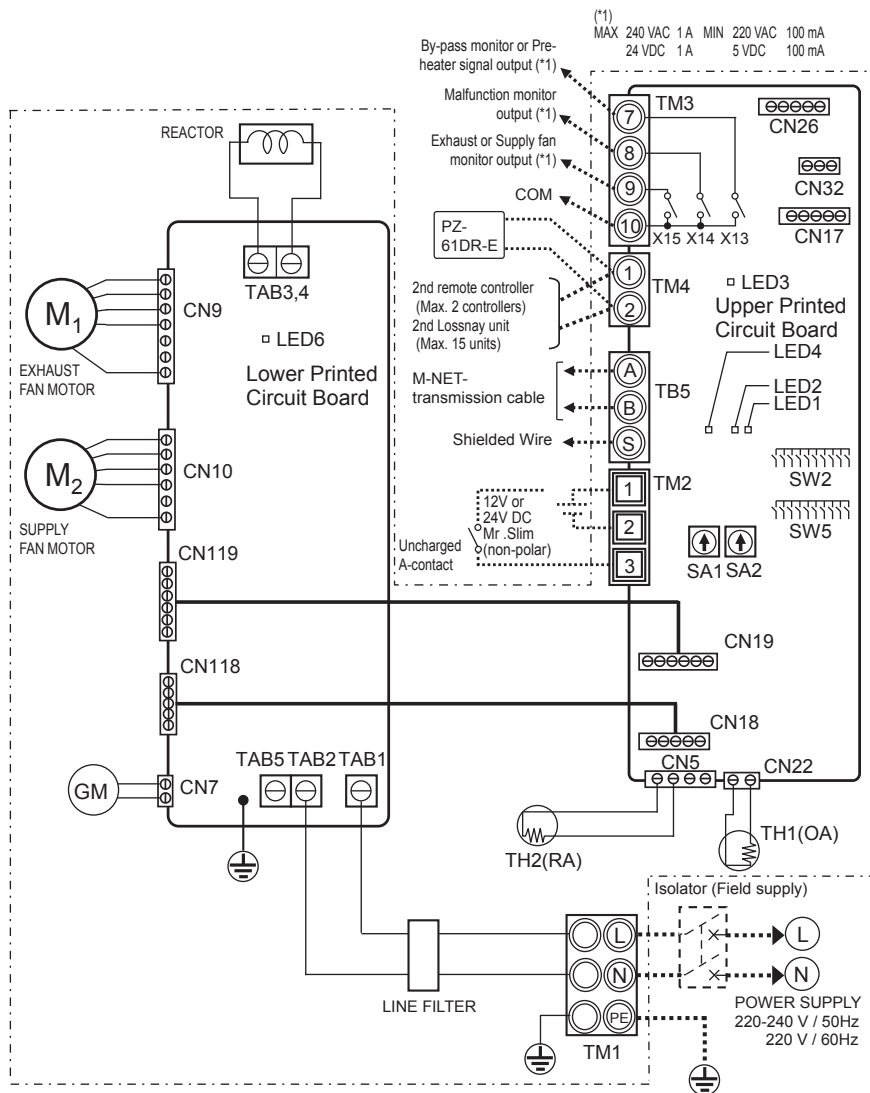 (*1)
MAX 240 VAC 1 A MIN 220 VAC 100 mA
24 VDC 1 A 5 VDC 100 mA
By-pass monitor or Pre-
heater signal output (*1)
Malfunction monitor
output (*1)
Exhaust or Supply fan
monitor output (*1)
COM
PZ-
61DR-E
2nd remote controller
(Max. 2 controllers)
2nd Lossnay unit
(Max. 15 units)
M-NET-
transmission cable
Shielded Wire
12V or
24V DC
Mr .Slim
(non-polar)
Uncharged
A-contact
TM3
7
8
9
10
X15 X14 X13
TM4
1
2
TB5
A
B
S
TM2
1
2
3
CN26
CN32
CN17
LED3
Upper Printed
Circuit Board
LED4
LED2
LED1
SW2
SW5
SA1 SA2
CN19
CN18
CN5
CN22
TH2(RA)
TH1(OA)
REACTOR
TAB3,4
M1
EXHAUST
FAN MOTOR
CN9
LED6
Lower Printed
Circuit Board
M2
SUPPLY
FAN MOTOR
CN10
CN119
CN118
GM
CN7
TAB5 TAB2 TAB1
LINE FILTER
L
N
PE
TM1
Isolator (Field supply)
L
N
POWER SUPPLY
220-240 V / 50Hz
220 V / 60Hz